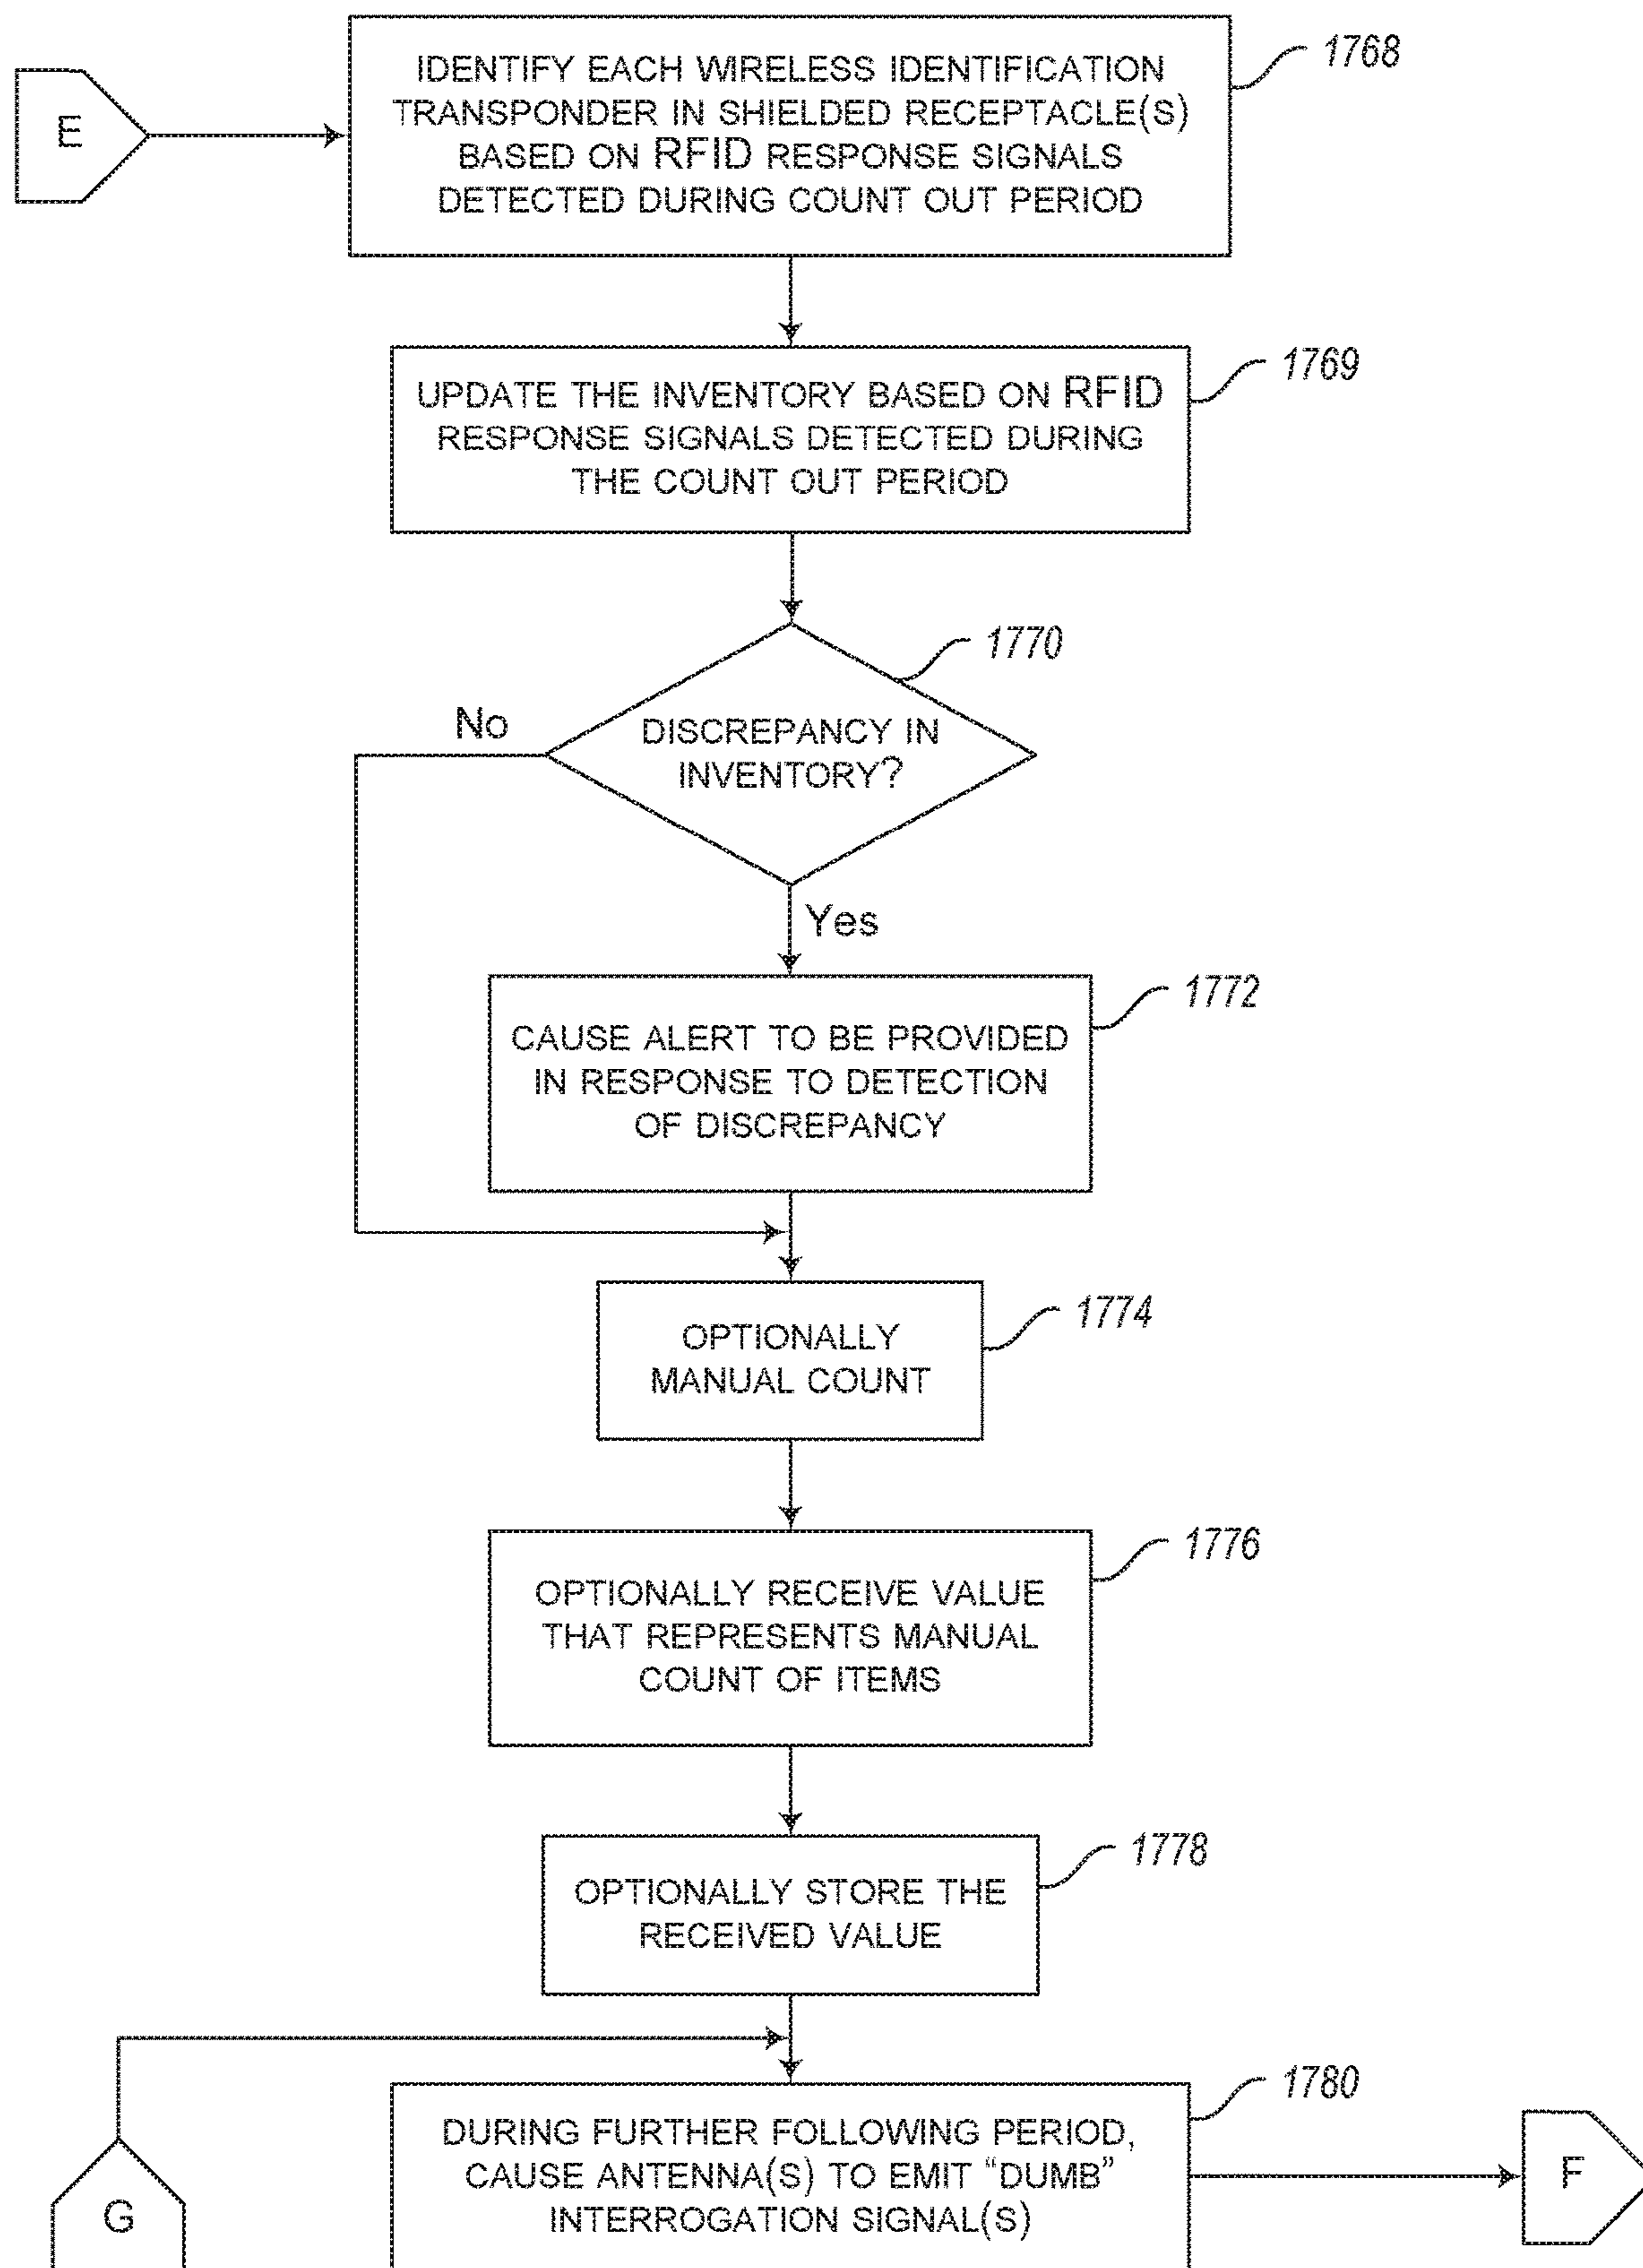 E
IDENTIFY EACH WIRELESS IDENTIFICATION
TRANSPONDER IN SHIELDED RECEPTACLE(S)
BASED ON RFID RESPONSE SIGNALS
DETECTED DURING COUNT OUT PERIOD
1768
UPDATE THE INVENTORY BASED ON RFID
RESPONSE SIGNALS DETECTED DURING
THE COUNT OUT PERIOD
1769
DISCREPANCY IN
INVENTORY?
1770
No
Yes
CAUSE ALERT TO BE PROVIDED
IN RESPONSE TO DETECTION
OF DISCREPANCY
1772
OPTIONALLY
MANUAL COUNT
1774
OPTIONALLY RECEIVE VALUE
THAT REPRESENTS MANUAL
COUNT OF ITEMS
1776
OPTIONALLY STORE THE
RECEIVED VALUE
1778
G
DURING FURTHER FOLLOWING PERIOD,
CAUSE ANTENNA(S) TO EMIT “DUMB”
INTERROGATION SIGNAL(S)
1780
F